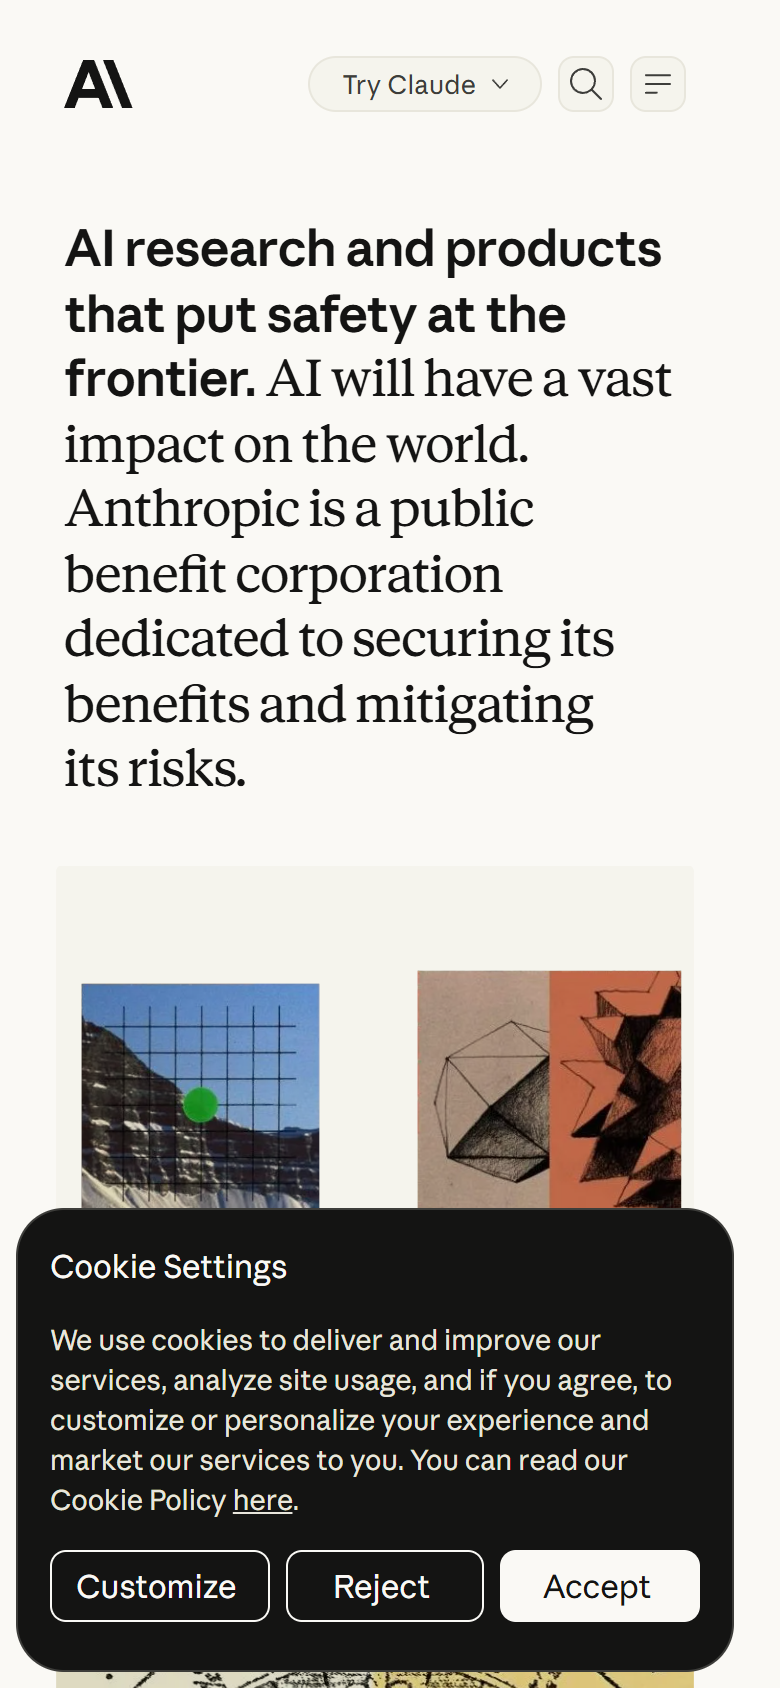 Try Claude
AI research and products
that put safety at the
frontier. AI will have a vast
impact on the world.
Anthropic is a public
benefit corporation
dedicated to securing its
benefits and mitigating
its risks.
Cookie Settings
We use cookies to deliver and improve our
services, analyze site usage, and if you agree, to
customize or personalize your experience and
market our services to you. You can read our
Cookie Policy here.
Customize Reject Accept